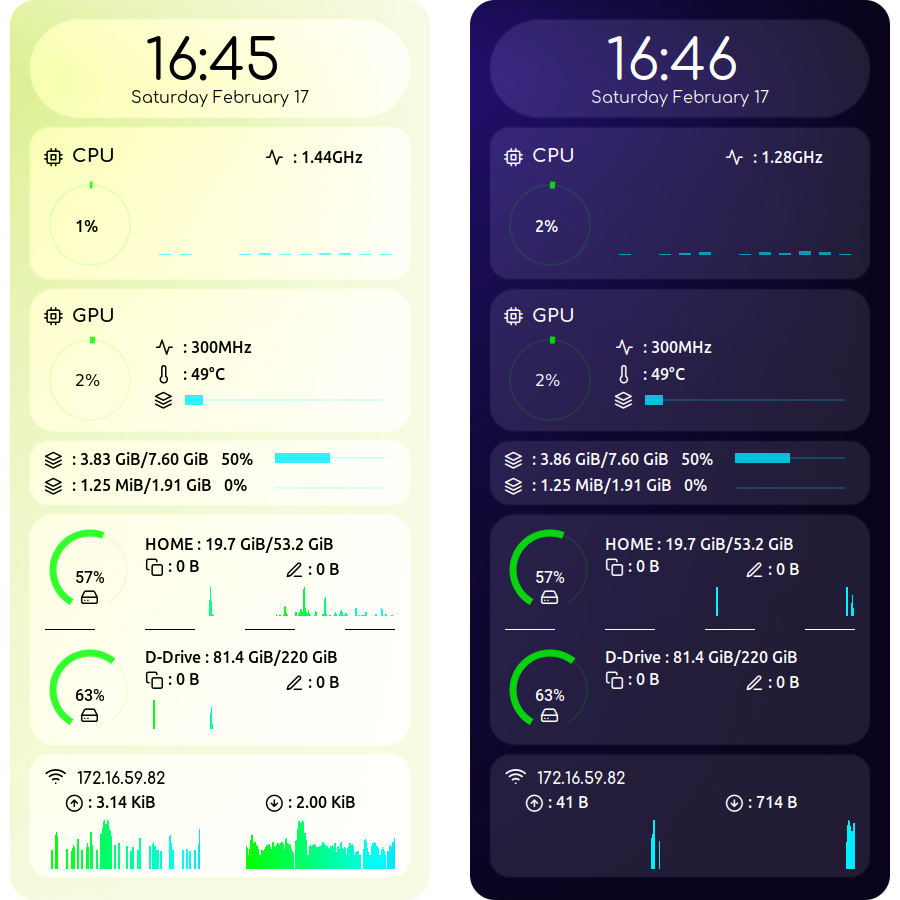 16:45
Saturday February 17
CPU : 1.44GHz
1%
GPU
: 300MHz
: 49°C
2%
: 3.83 GiB/7.60 GiB 50%
: 1.25 MiB/1.91 GiB 0%
HOME : 19.7 GiB/53.2 GiB
: 0 B : 0 B
57%
D-Drive : 81.4 GiB/220 GiB
: 0 B : 0 B
63%
172.16.59.82
: 3.14 KiB : 2.00 KiB
16:46
Saturday February 17
CPU : 1.28GHz
2%
GPU
: 300MHz
: 49°C
2%
: 3.86 GiB/7.60 GiB 50%
: 1.25 MiB/1.91 GiB 0%
HOME : 19.7 GiB/53.2 GiB
: 0 B : 0 B
57%
D-Drive : 81.4 GiB/220 GiB
: 0 B : 0 B
63%
172.16.59.82
: 41 B : 714 B